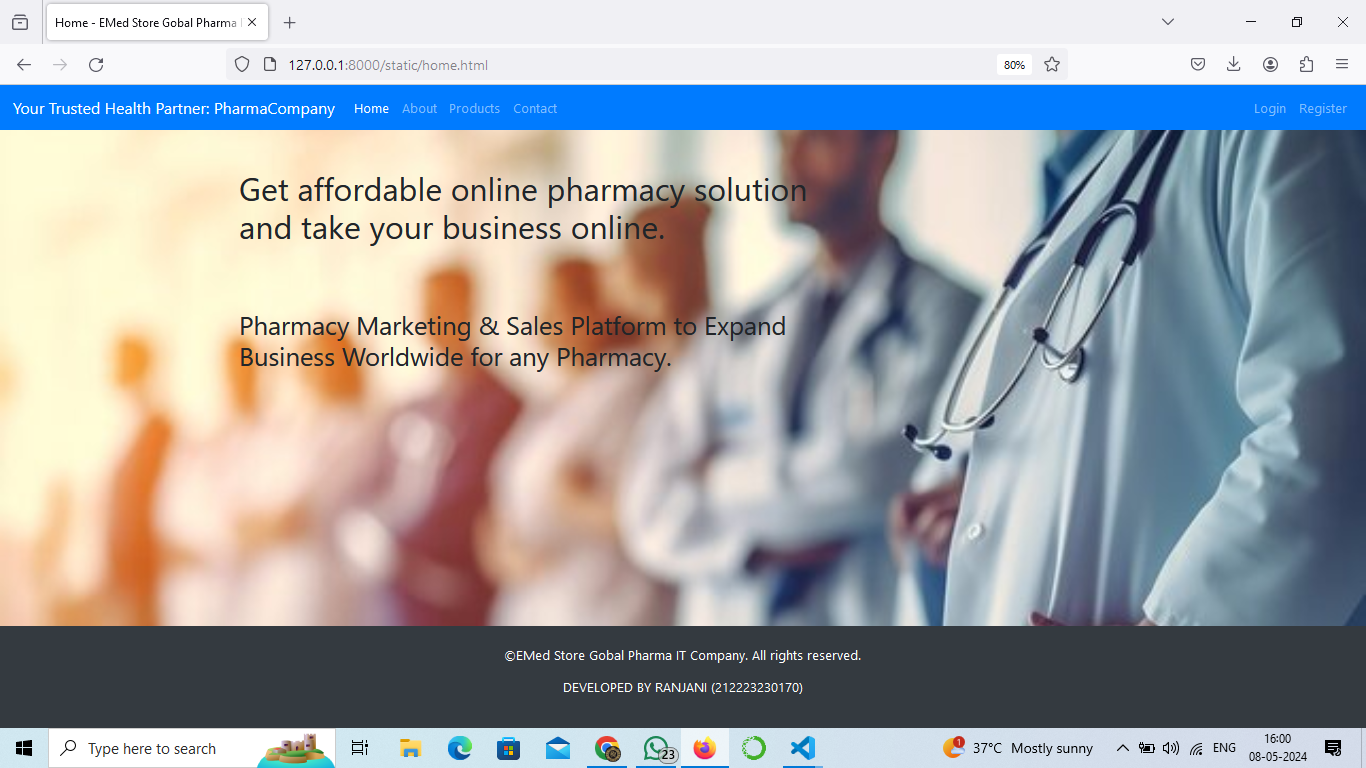 Home - EMed Store Gobal Pharma
127.0.0.1:8000/static/home.html
80%
Your Trusted Health Partner: PharmaCompany
Home
About
Products
Contact
Login
Register
Get affordable online pharmacy solution
and take your business online.
Pharmacy Marketing & Sales Platform to Expand
Business Worldwide for any Pharmacy.
©EMed Store Gobal Pharma IT Company. All rights reserved.
DEVELOPED BY RANJANI (212223230170)
Type here to search
23
1
37°C Mostly sunny
ENG
16:00
08-05-2024